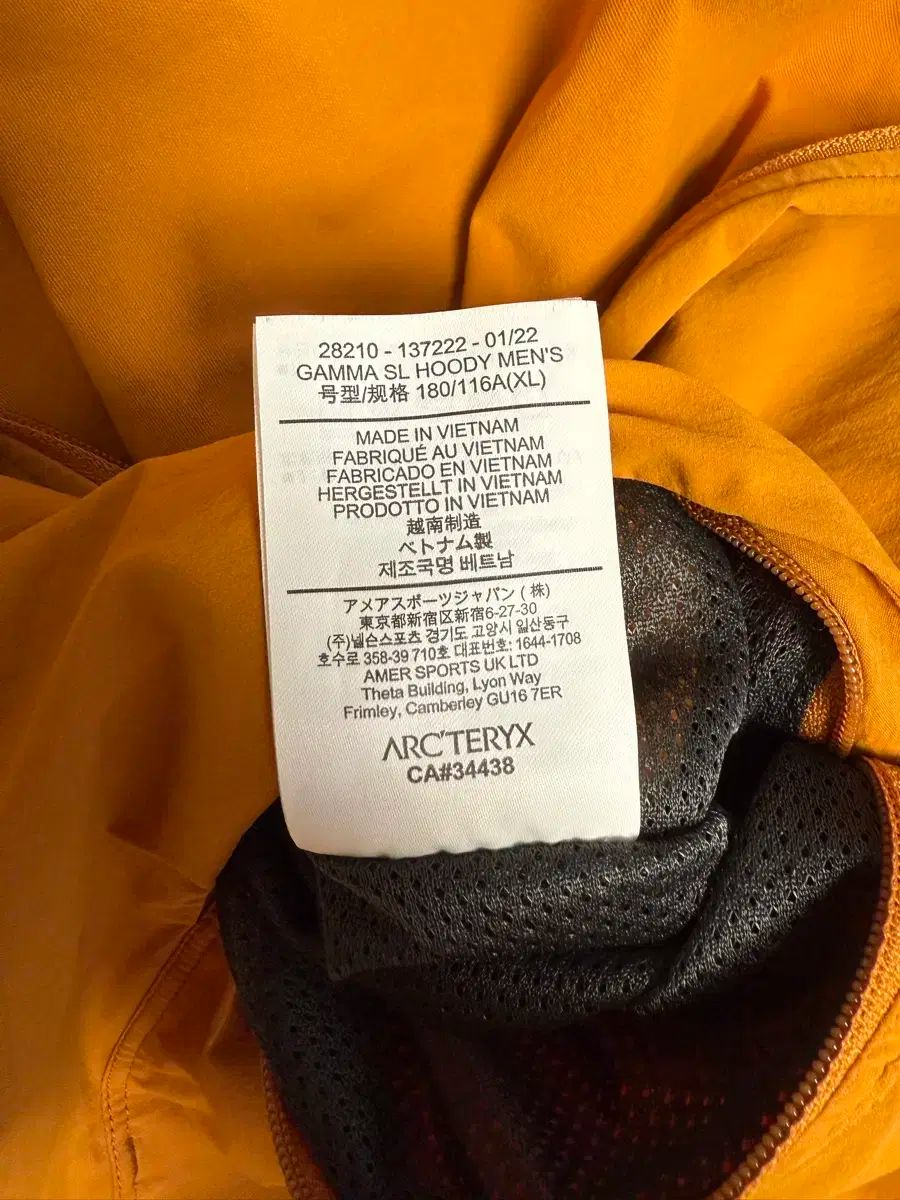 28210 - 137222 - 01/22
GAMMA SL HOODY MEN'S
号型/规格 180/116A(XL)
MADE IN VIETNAM
FABRIQUÉ AU VIETNAM
FABRICADO EN VIETNAM
HERGESTELLT IN VIETNAM
PRODOTTO IN VIETNAM
越南制造
ベトナム製
제조국명 베트남
アメアスポーツジャパン (株)
東京都新宿区新宿6-27-30
(주)넬슨스포츠 경기도 고양시 일산동구
호수로 358-39 710호 대표번호: 1644-1708
AMER SPORTS UK LTD
Theta Building, Lyon Way
Frimley, Camberley GU16 7ER
ARC'TERYX
CA#34438